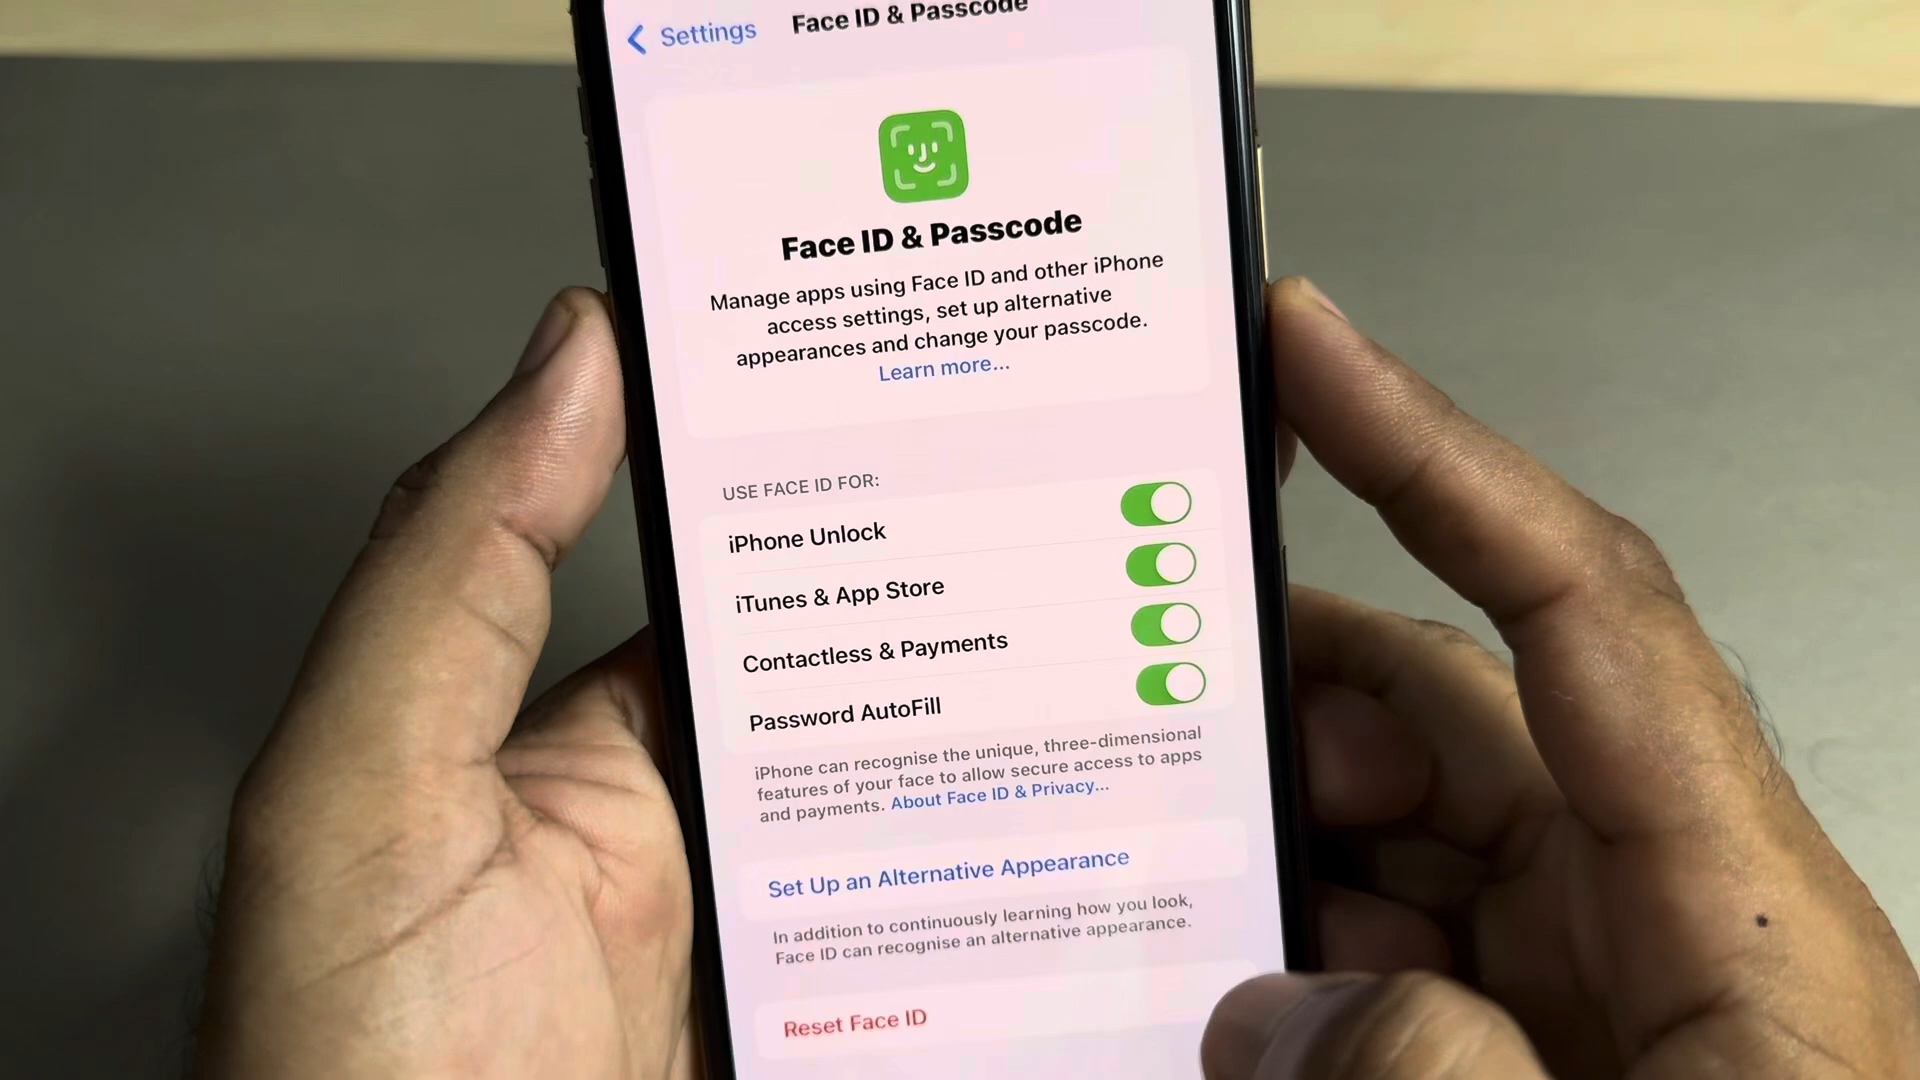 Settings
Face ID & Passcode
Face ID & Passcode
Manage apps using Face ID and other iPhone
access settings, set up alternative
appearances and change your passcode.
Learn more...
USE FACE ID FOR:
iPhone Unlock
iTunes & App Store
Contactless & Payments
Password AutoFill
iPhone can recognise the unique, three-dimensional
features of your face to allow secure access to apps
and payments. About Face ID & Privacy...
Set Up an Alternative Appearance
In addition to continuously learning how you look,
Face ID can recognise an alternative appearance.
Reset Face ID